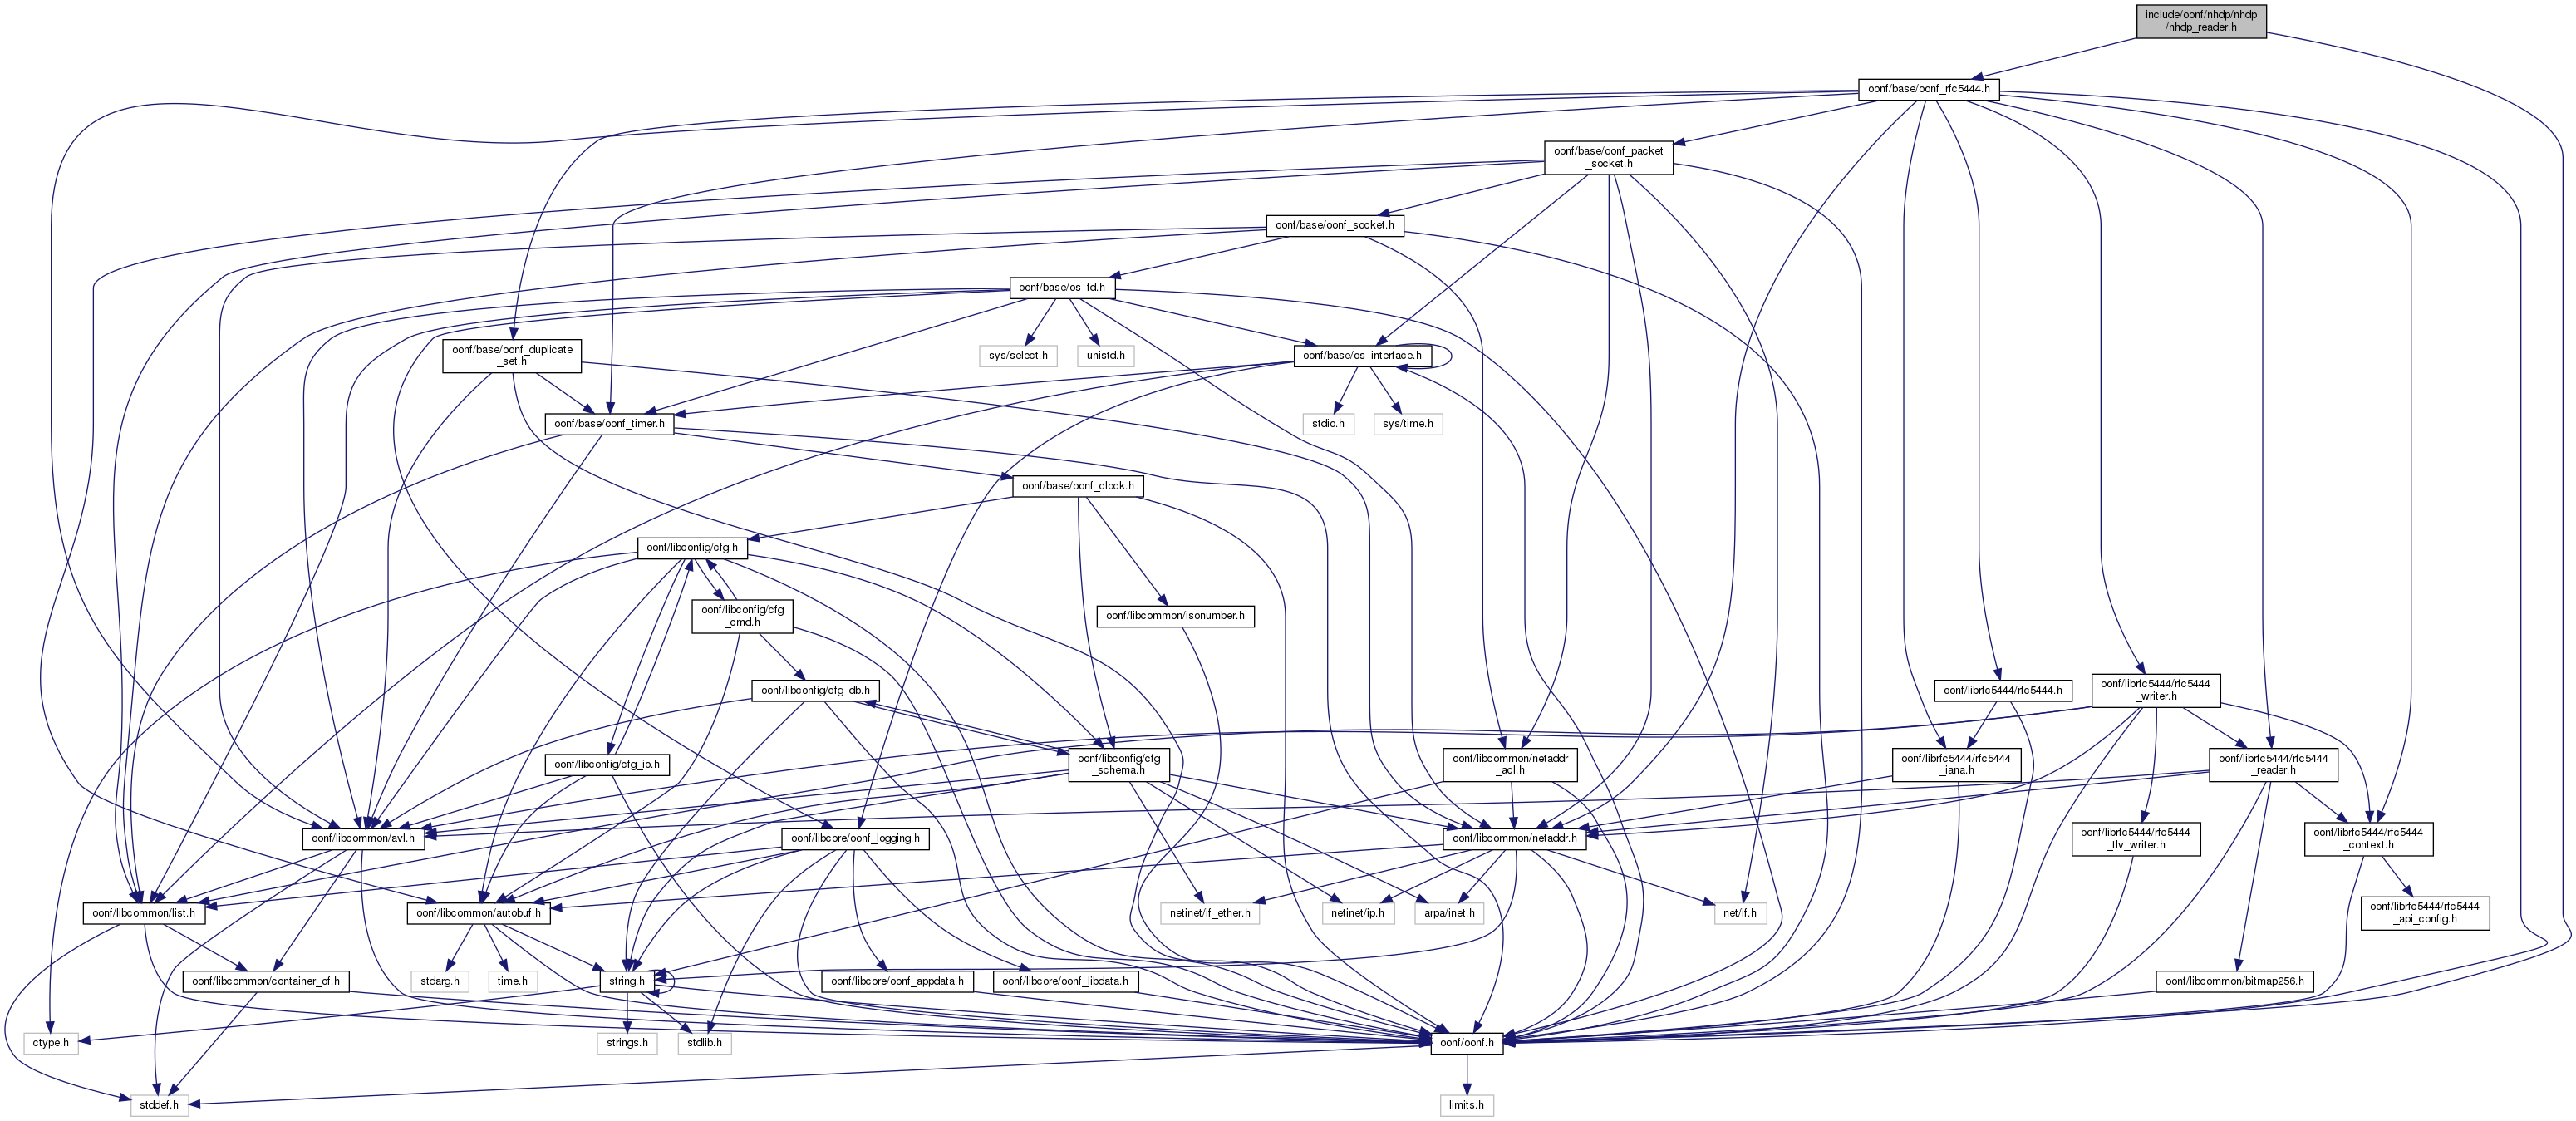 include/oonf/nhdp/nhdp
/nhdp_reader.h
oonf/base/oonf_rfc5444.h
oonf/base/oonf_packet
_socket.h
oonf/base/oonf_socket.h
oonf/base/os_fd.h
oonf/base/oonf_duplicate
_set.h
sys/select.h
unistd.h
oonf/base/os_interface.h
oonf/base/oonf_timer.h
stdio.h
sys/time.h
oonf/base/oonf_clock.h
oonf/libconfig/cfg.h
oonf/libconfig/cfg
_cmd.h
oonf/libcommon/isonumber.h
oonf/libconfig/cfg_db.h
oonf/librfc5444/rfc5444.h
oonf/librfc5444/rfc5444
_writer.h
oonf/libconfig/cfg_io.h
oonf/libconfig/cfg
_schema.h
oonf/libcommon/netaddr
_acl.h
oonf/librfc5444/rfc5444
_iana.h
oonf/librfc5444/rfc5444
_reader.h
oonf/libcommon/avl.h
oonf/libcore/oonf_logging.h
oonf/libcommon/netaddr.h
oonf/librfc5444/rfc5444
_tlv_writer.h
oonf/librfc5444/rfc5444
_context.h
oonf/libcommon/list.h
oonf/libcommon/autobuf.h
netinet/if_ether.h
netinet/ip.h
arpa/inet.h
net/if.h
oonf/librfc5444/rfc5444
_api_config.h
oonf/libcommon/container_of.h
stdarg.h
time.h
string.h
oonf/libcore/oonf_appdata.h
oonf/libcore/oonf_libdata.h
oonf/libcommon/bitmap256.h
ctype.h
strings.h
stdlib.h
oonf/oonf.h
stddef.h
limits.h